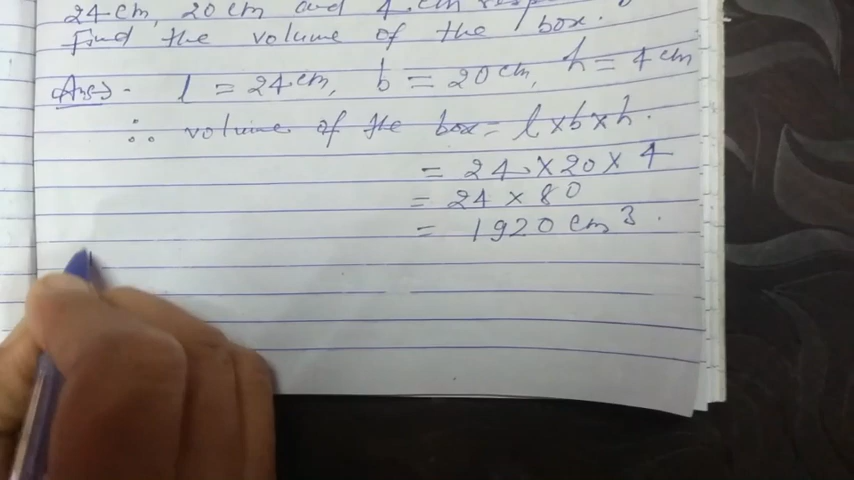 24 cm, 20 cm and 4 cm
Find the volume of the box.
Ans)- l = 24 cm, b = 20 cm, h = 4 cm
∴ volume of the box = l × b × h.
= 24 × 20 × 4
= 24 × 80
= 1920 cm³.